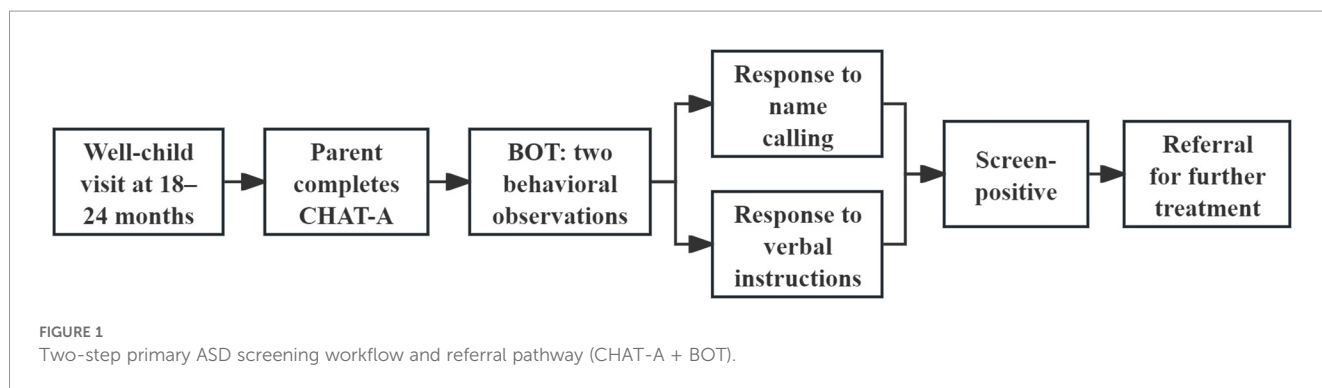 Well-child
visit at 18–
24 months
Parent
completes
CHAT-A
BOT: two
behavioral
observations
Response to
name
calling
Response to
verbal
instructions
Screen-
positive
Referral
for further
treatment
FIGURE 1
Two-step primary ASD screening workflow and referral pathway (CHAT-A + BOT).